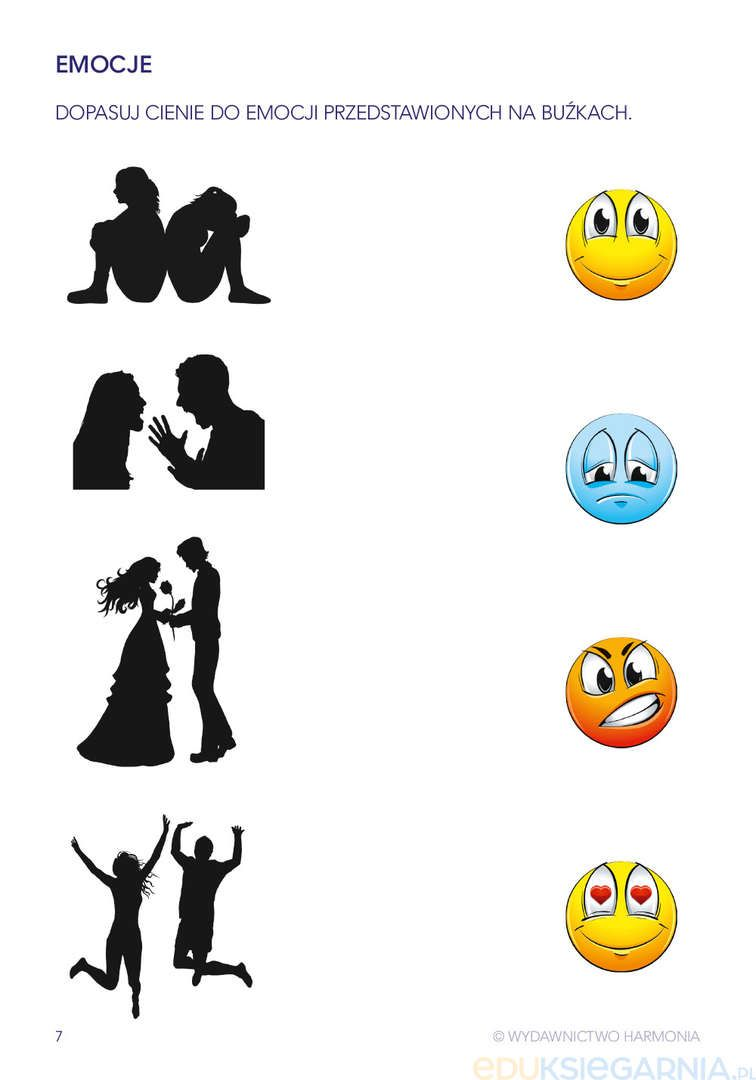 EMOCJE
DOPASUJ CIENIE DO EMOCJI PRZEDSTAWIONYCH NA BUŹKACH.
7
© WYDAWNICTWO HARMONIA
eDUKSIEGARNIA.PL